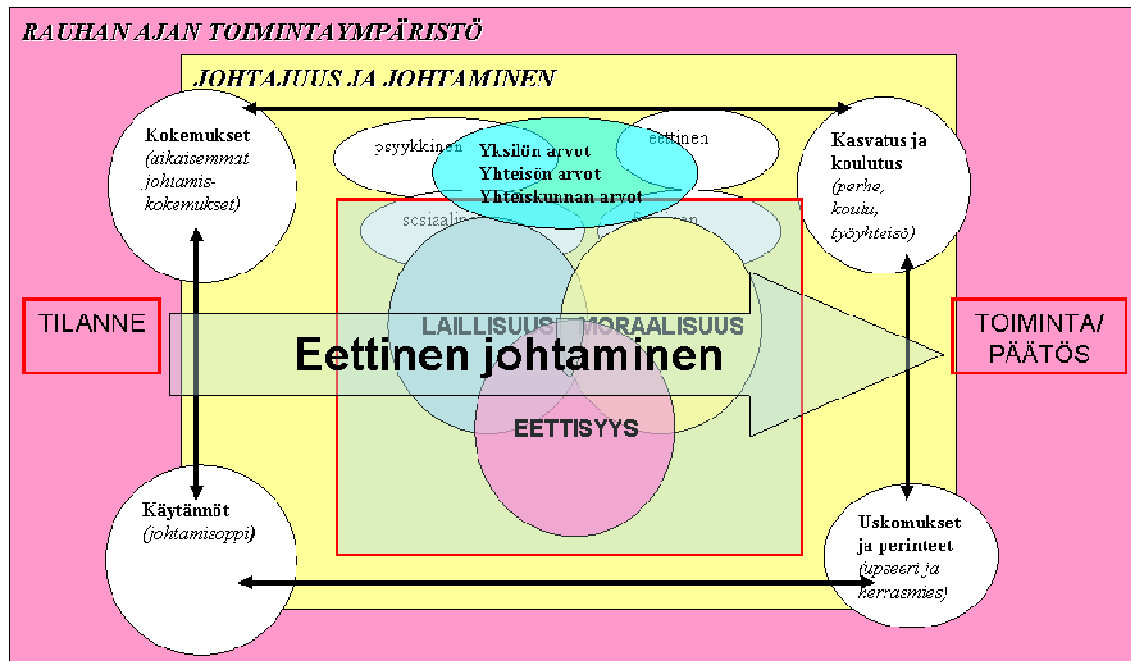 RAUHAN AJAN TOIMINTAYMPÄRISTÖ
JOHTAJUUS JA JOHTAMINEN
Kokemukset
(aikaisemmat
johtamis-
kokemukset)
psyykkinen
eettinen
Yksilön arvot
Yhteisön arvot
Yhteiskunnan arvot
Kasvatus ja
koulutus
(perhe,
koulu,
työyhteisö)
TILANNE
LAILLISUUS
MORAALISUUS
Eettinen johtaminen
EETTISYYS
TOIMINTA/
PÄÄTÖS
Käytännöt
(johtamisoppi)
Uskomukset
ja perinteet
(upseeri ja
herrasmies)